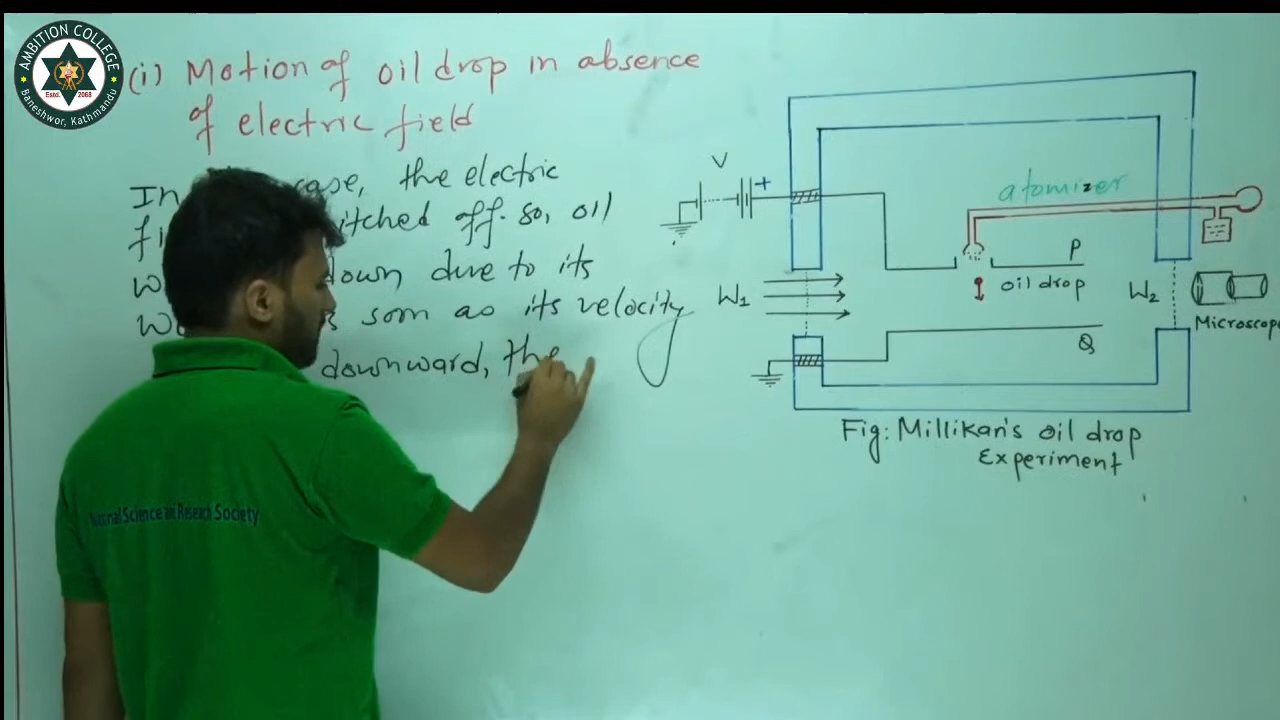 AMBITION COLLEGE
Estd. 2068
Baneshwor, Kathmandu
(i) Motion of oil drop in absence
of electric field
In case, the electric
off. So, oil
down due to its
soon as its velocity
downward, the
V
+
atomizer
P
oil drop
W1
W2
Microscope
Q
Fig: Millikan's oil drop
Experiment
National Science and Research Society